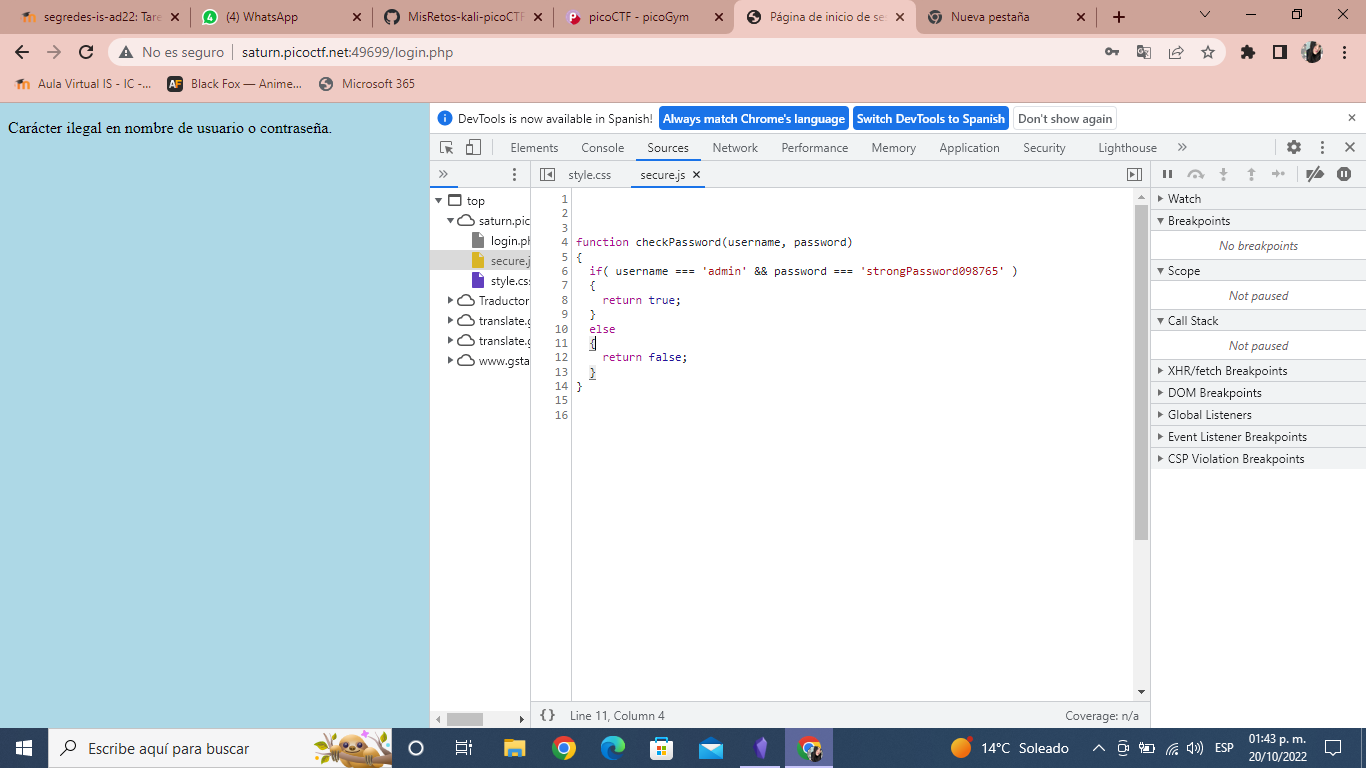 segredes-is-ad22: Tare
(4) WhatsApp
MisRetos-kali-picoCTF
picoCTF - picoGym
Página de inicio de se
Nueva pestaña
No es seguro
saturn.picoctf.net:49699/login.php
Aula Virtual IS - IC -...
AF
Black Fox — Anime...
Microsoft 365
Carácter ilegal en nombre de usuario o contraseña.
DevTools is now available in Spanish!
Always match Chrome's language
Switch DevTools to Spanish
Don't show again
Elements
Console
Sources
Network
Performance
Memory
Application
Security
Lighthouse
style.css
secure.js
top
saturn.pic
login.ph
secure.j
style.css
Traductor
translate.g
translate.g
www.gsta
1
2
3
4 function checkPassword(username, password)
5 {
6 if( username === 'admin' && password === 'strongPassword098765' )
7 {
8 return true;
9 }
10 else
11 {
12 return false;
13 }
14 }
15
16
{} Line 11, Column 4
Coverage: n/a
Watch
Breakpoints
No breakpoints
Scope
Not paused
Call Stack
Not paused
XHR/fetch Breakpoints
DOM Breakpoints
Global Listeners
Event Listener Breakpoints
CSP Violation Breakpoints
Escribe aquí para buscar
14°C Soleado
ESP
01:43 p. m.
20/10/2022